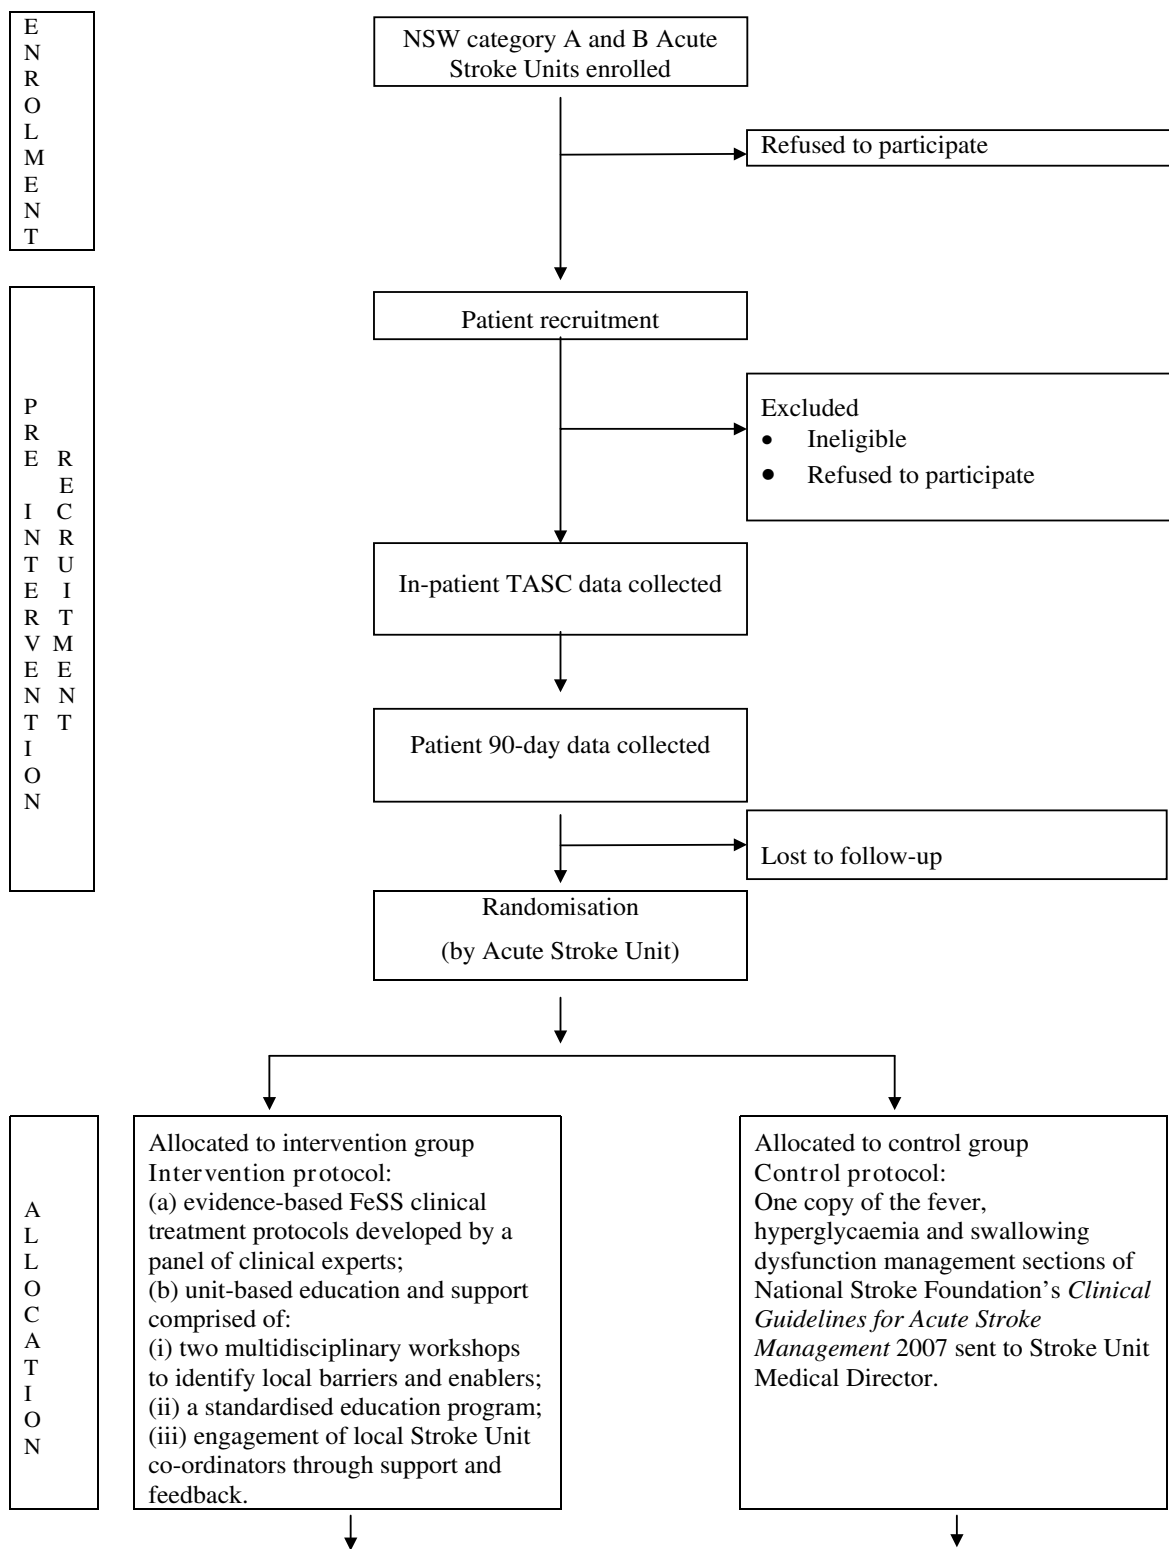 ENROLMENT
NSW category A and B Acute
Stroke Units enrolled
Refused to participate
PRE INTERVENTION
RECRUITMENT
Patient recruitment
Excluded
• Ineligible
• Refused to participate
In-patient TASC data collected
Patient 90-day data collected
Lost to follow-up
Randomisation
(by Acute Stroke Unit)
ALLOCATION
Allocated to intervention group
Intervention protocol:
(a) evidence-based FeSS clinical
treatment protocols developed by a
panel of clinical experts;
(b) unit-based education and support
comprised of:
(i) two multidisciplinary workshops
to identify local barriers and enablers;
(ii) a standardised education program;
(iii) engagement of local Stroke Unit
co-ordinators through support and
feedback.
Allocated to control group
Control protocol:
One copy of the fever,
hyperglycaemia and swallowing
dysfunction management sections of
National Stroke Foundation's Clinical
Guidelines for Acute Stroke
Management 2007 sent to Stroke Unit
Medical Director.